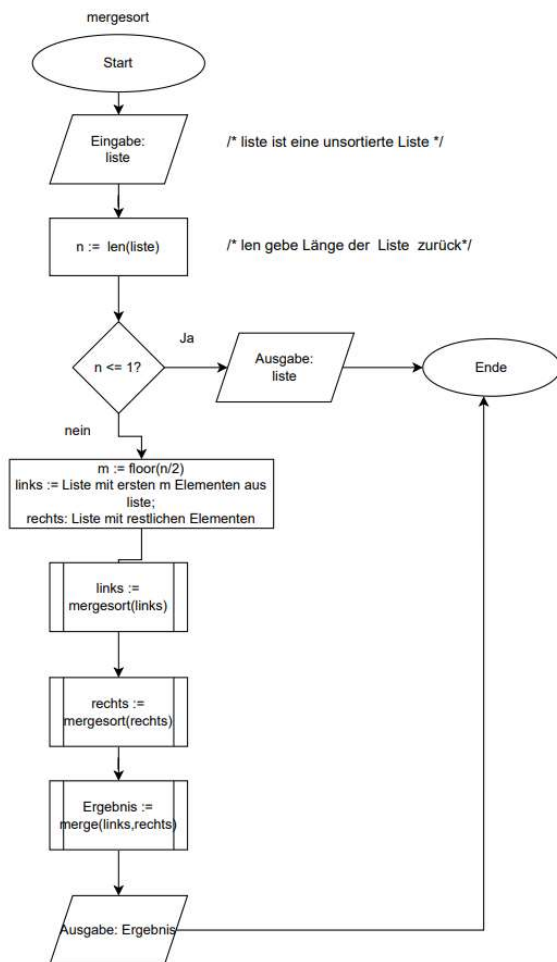 mergesort
Start
Eingabe:
liste
/* liste ist eine unsortierte Liste */
n := len(liste)
/* len gebe Länge der Liste zurück*/
n <= 1?
Ja
Ausgabe:
liste
Ende
nein
m := floor(n/2)
links := Liste mit ersten m Elementen aus
liste;
rechts: Liste mit restlichen Elementen
links :=
mergesort(links)
rechts :=
mergesort(rechts)
Ergebnis :=
merge(links,rechts)
Ausgabe: Ergebnis